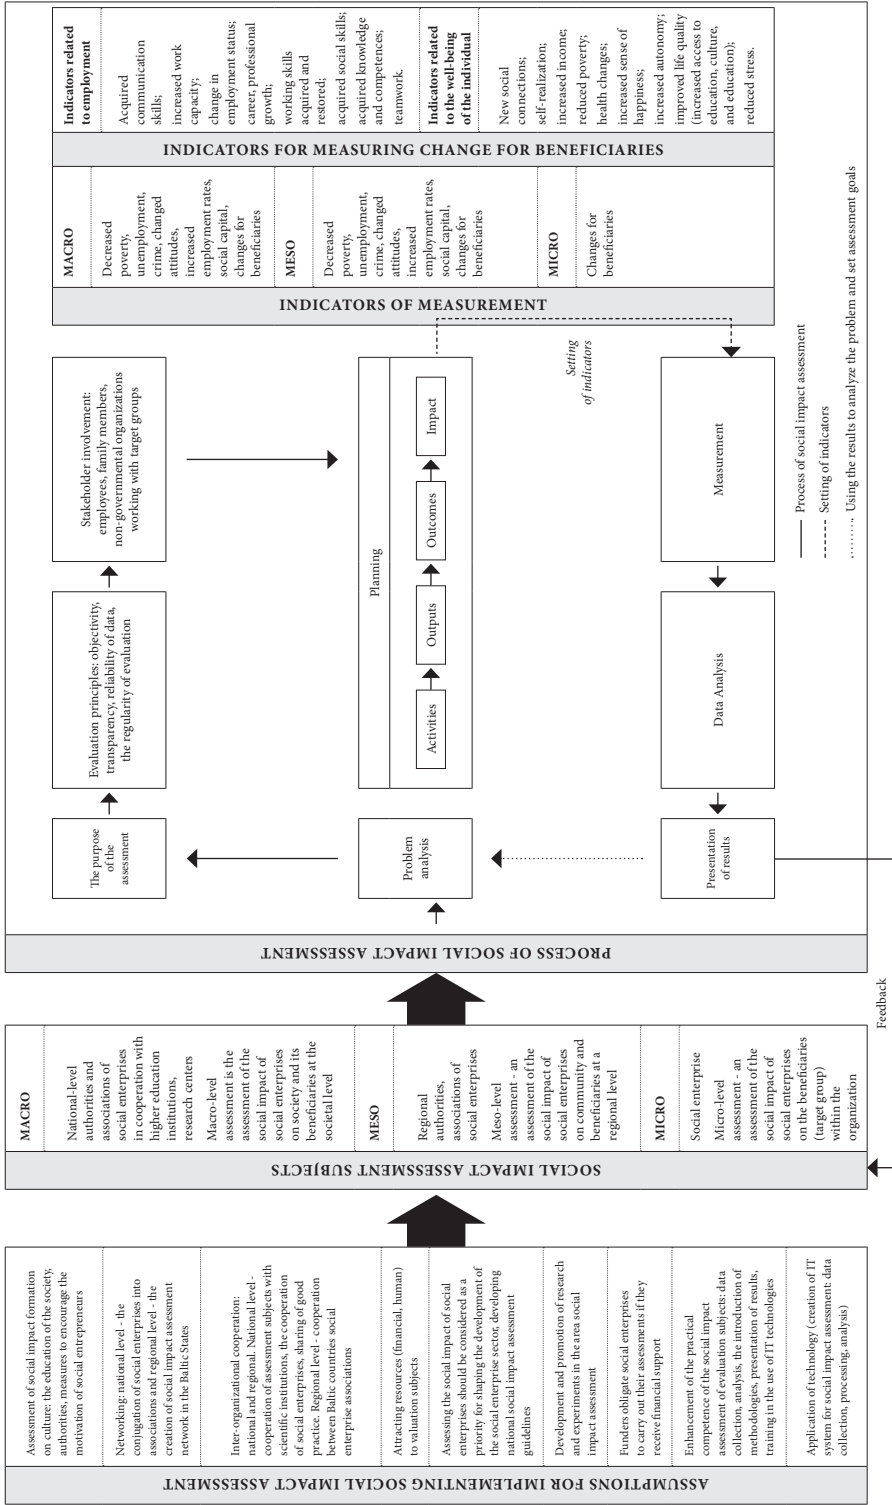 ASSUMPTIONS FOR IMPLEMENTING SOCIAL IMPACT ASSESSMENT
Assessment of social impact formation
on culture: the education of the society,
authorities, measures to encourage the
motivation of social entrepreneurs
Networking: national level - the
conjugation of social enterprises into
associations and regional level - the
creation of social impact assessment
network in the Baltic States
Inter-organizational cooperation:
national and regional. National level -
cooperation of assessment subjects with
scientific institutions, the cooperation
of social enterprises, sharing of good
practice. Regional level - cooperation
between Baltic countries social
enterprise associations
Attracting resources (financial, human)
to valuation subjects
Assessing the social impact of social
enterprises should be considered as a
priority for shaping the development of
the social enterprise sector, developing
national social impact assessment
guidelines
Development and promotion of research
and experiments in the area social
impact assessment
Funders obligate social enterprises
to carry out their assessments if they
receive financial support
Enhancement of the practical
competence of the social impact
assessment of evaluation subjects: data
collection, analysis, the introduction of
methodologies, presentation of results,
training in the use of IT technologies
Application of technology (creation of IT
system for social impact assessment: data
collection, processing, analysis)
SOCIAL IMPACT ASSESSMENT SUBJECTS
MACRO
National-level
authorities and
associations of
social enterprises
in cooperation with
higher education
institutions,
research centers
Macro-level
assessment is the
assessment of the
social impact of
social enterprises
on society and its
beneficiaries at the
societal level
MESO
Regional
authorities,
associations of
social enterprises
Meso-level
assessment - an
assessment of the
social impact of
social enterprises
on community and
beneficiaries at a
regional level
MICRO
Social enterprise
Micro-level
assessment - an
assessment of the
social impact of
social enterprises
on the beneficiaries
(target group)
within the
organization
Feedback
PROCESS OF SOCIAL IMPACT ASSESSMENT
The purpose
of the
assessment
Evaluation principles: objectivity,
transparency, reliability of data,
the regularity of evaluation
Stakeholder involvement:
employees, family members,
non-governmental organizations
working with target groups
Problem
analysis
Planning
Activities
Outputs
Outcomes
Impact
Setting
of indicators
Presentation
of results
Data Analysis
Measurement
INDICATORS OF MEASUREMENT
MACRO
Decreased
poverty,
unemployment,
crime, changed
attitudes,
increased
employment rates,
social capital,
changes for
beneficiaries
MESO
Decreased
poverty,
unemployment,
crime, changed
attitudes,
increased
employment rates,
social capital,
changes for
beneficiaries
MICRO
Changes for
beneficiaries
INDICATORS FOR MEASURING CHANGE FOR BENEFICIARIES
Indicators related
to employment
Acquired
communication
skills;
increased work
capacity;
change in
employment status;
career, professional
growth;
working skills
acquired and
restored;
acquired social skills;
acquired knowledge
and competences;
teamwork.
Indicators related
to the well-being
of the individual
New social
connections;
self-realization;
increased income;
reduced poverty;
health changes;
increased sense of
happiness;
increased autonomy;
improved life quality
(increased access to
education, culture,
and education);
reduced stress.
Process of social impact assessment
Setting of indicators
Using the results to analyze the problem and set assessment goals